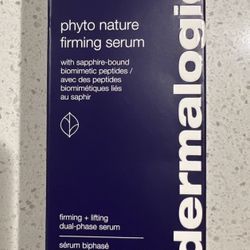 phyto nature
firming serum
with sapphire-bound
biomimetic peptides /
avec des peptides
biomimétiques liés
au saphir
firming + lifting
dual-phase serum
sérum biphasé
dermalogic